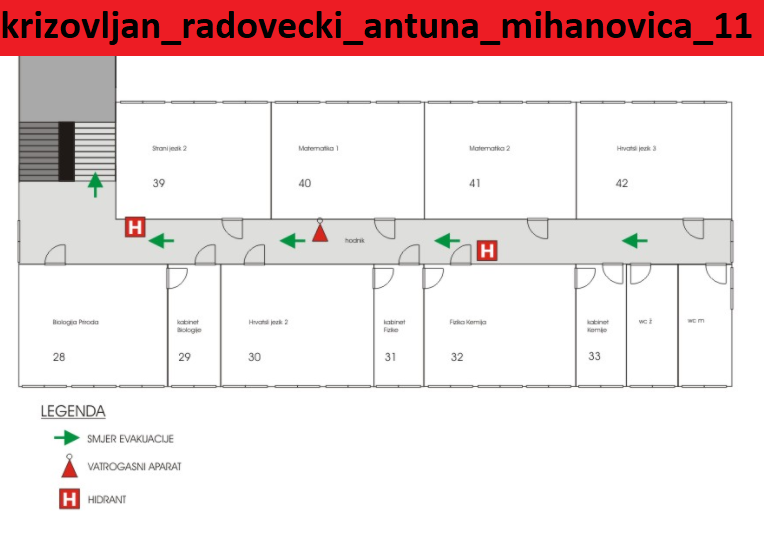 krizovljan_radovecki_antuna_mihanovica_11
Strani jezik 2
39
Matematika 1
40
Matematika 2
41
Hrvatski jezik 3
42
H
hodnik
H
Biologija Priroda
28
kabinet
Biologije
29
Hrvatski jezik 2
30
kabinet
Fizike
31
Fizika Kemija
32
kabinet
Kemije
33
wc ž
wc m
LEGENDA
SMJER EVAKUACIJE
VATROGASNI APARAT
H HIDRANT